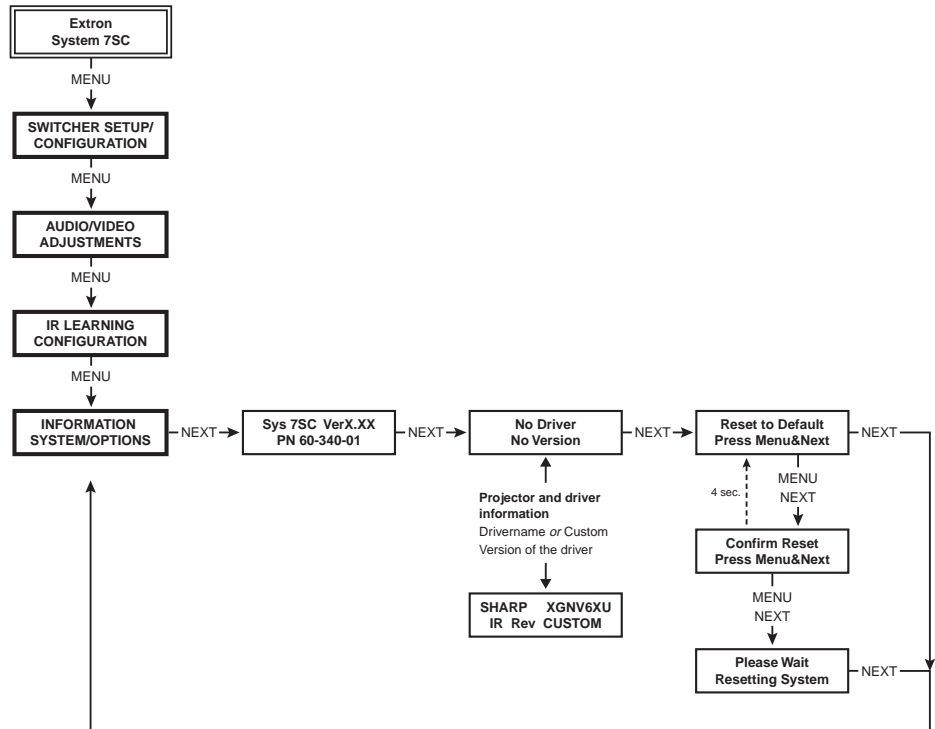 Extron
System 7SC
MENU
SWITCHER SETUP/
CONFIGURATION
MENU
AUDIO/VIDEO
ADJUSTMENTS
MENU
IR LEARNING
CONFIGURATION
MENU
INFORMATION
SYSTEM/OPTIONS
NEXT
Sys 7SC VerX.XX
PN 60-340-01
NEXT
No Driver
No Version
NEXT
Reset to Default
Press Menu&Next
NEXT
Projector and driver
information
Drivername or Custom
Version of the driver
SHARP XGNV6XU
IR Rev CUSTOM
4 sec.
MENU
NEXT
Confirm Reset
Press Menu&Next
MENU
NEXT
Please Wait
Resetting System
NEXT